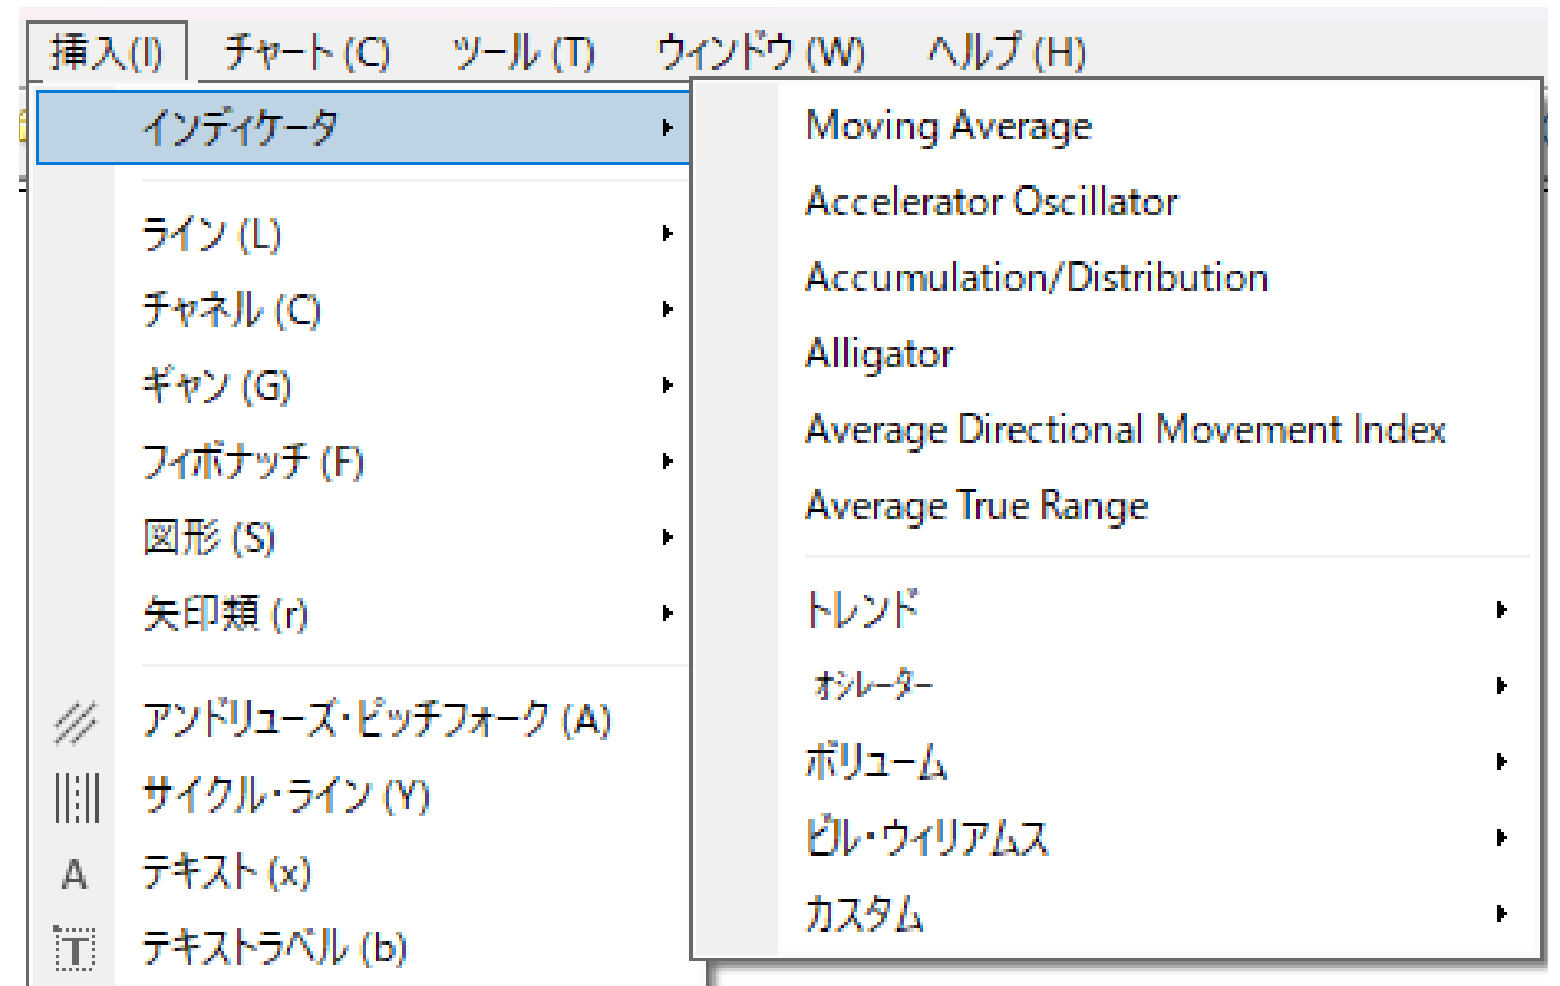 挿入(I) チャート (C) ツール (T) ウィンドウ (W) ヘルプ (H)
インディケータ
ライン (L)
チャネル (C)
ギャン (G)
フィボナッチ (F)
図形 (S)
矢印類 (r)
アンドリューズ・ピッチフォーク (A)
サイクル・ライン (Y)
A テキスト (x)
T テキストラベル (b)
Moving Average
Accelerator Oscillator
Accumulation/Distribution
Alligator
Average Directional Movement Index
Average True Range
トレンド
オシレーター
ボリューム
ビル・ウィリアムス
カスタム